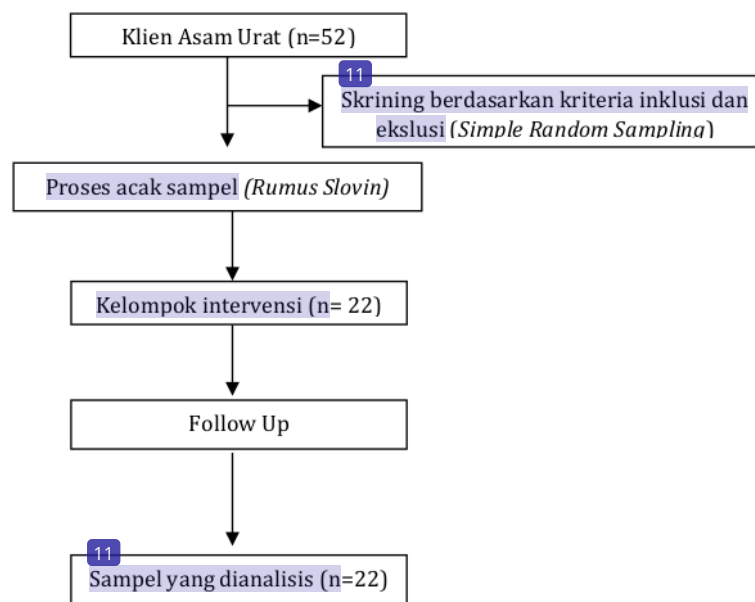 Klien Asam Urat (n=52)
11
Skrining berdasarkan kriteria inklusi dan
ekslusi (Simple Random Sampling)
Proses acak sampel (Rumus Slovin)
Kelompok intervensi (n= 22)
Follow Up
11
Sampel yang dianalisis (n=22)